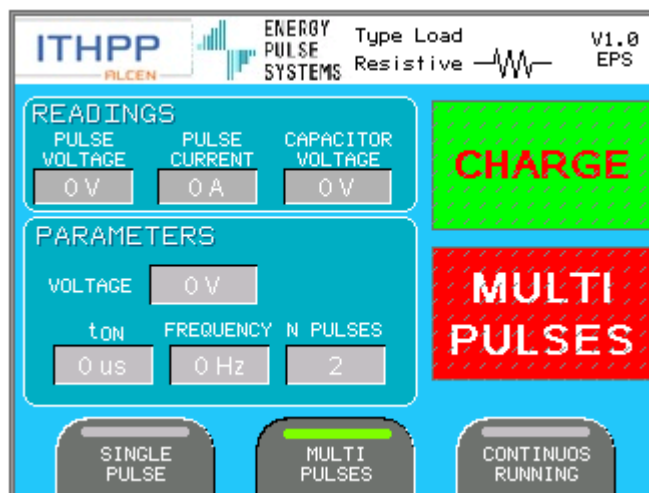 ITHPP
ALCEN
ENERGY
PULSE
SYSTEMS
Type Load
Resistive
V1.0
EPS
READINGS
PULSE VOLTAGE
PULSE CURRENT
CAPACITOR VOLTAGE
0 V
0 A
0 V
CHARGE
PARAMETERS
VOLTAGE
0 V
tON
FREQUENCY
N PULSES
0 us
0 Hz
2
MULTI
PULSES
SINGLE
PULSE
MULTI
PULSES
CONTINUOS
RUNNING